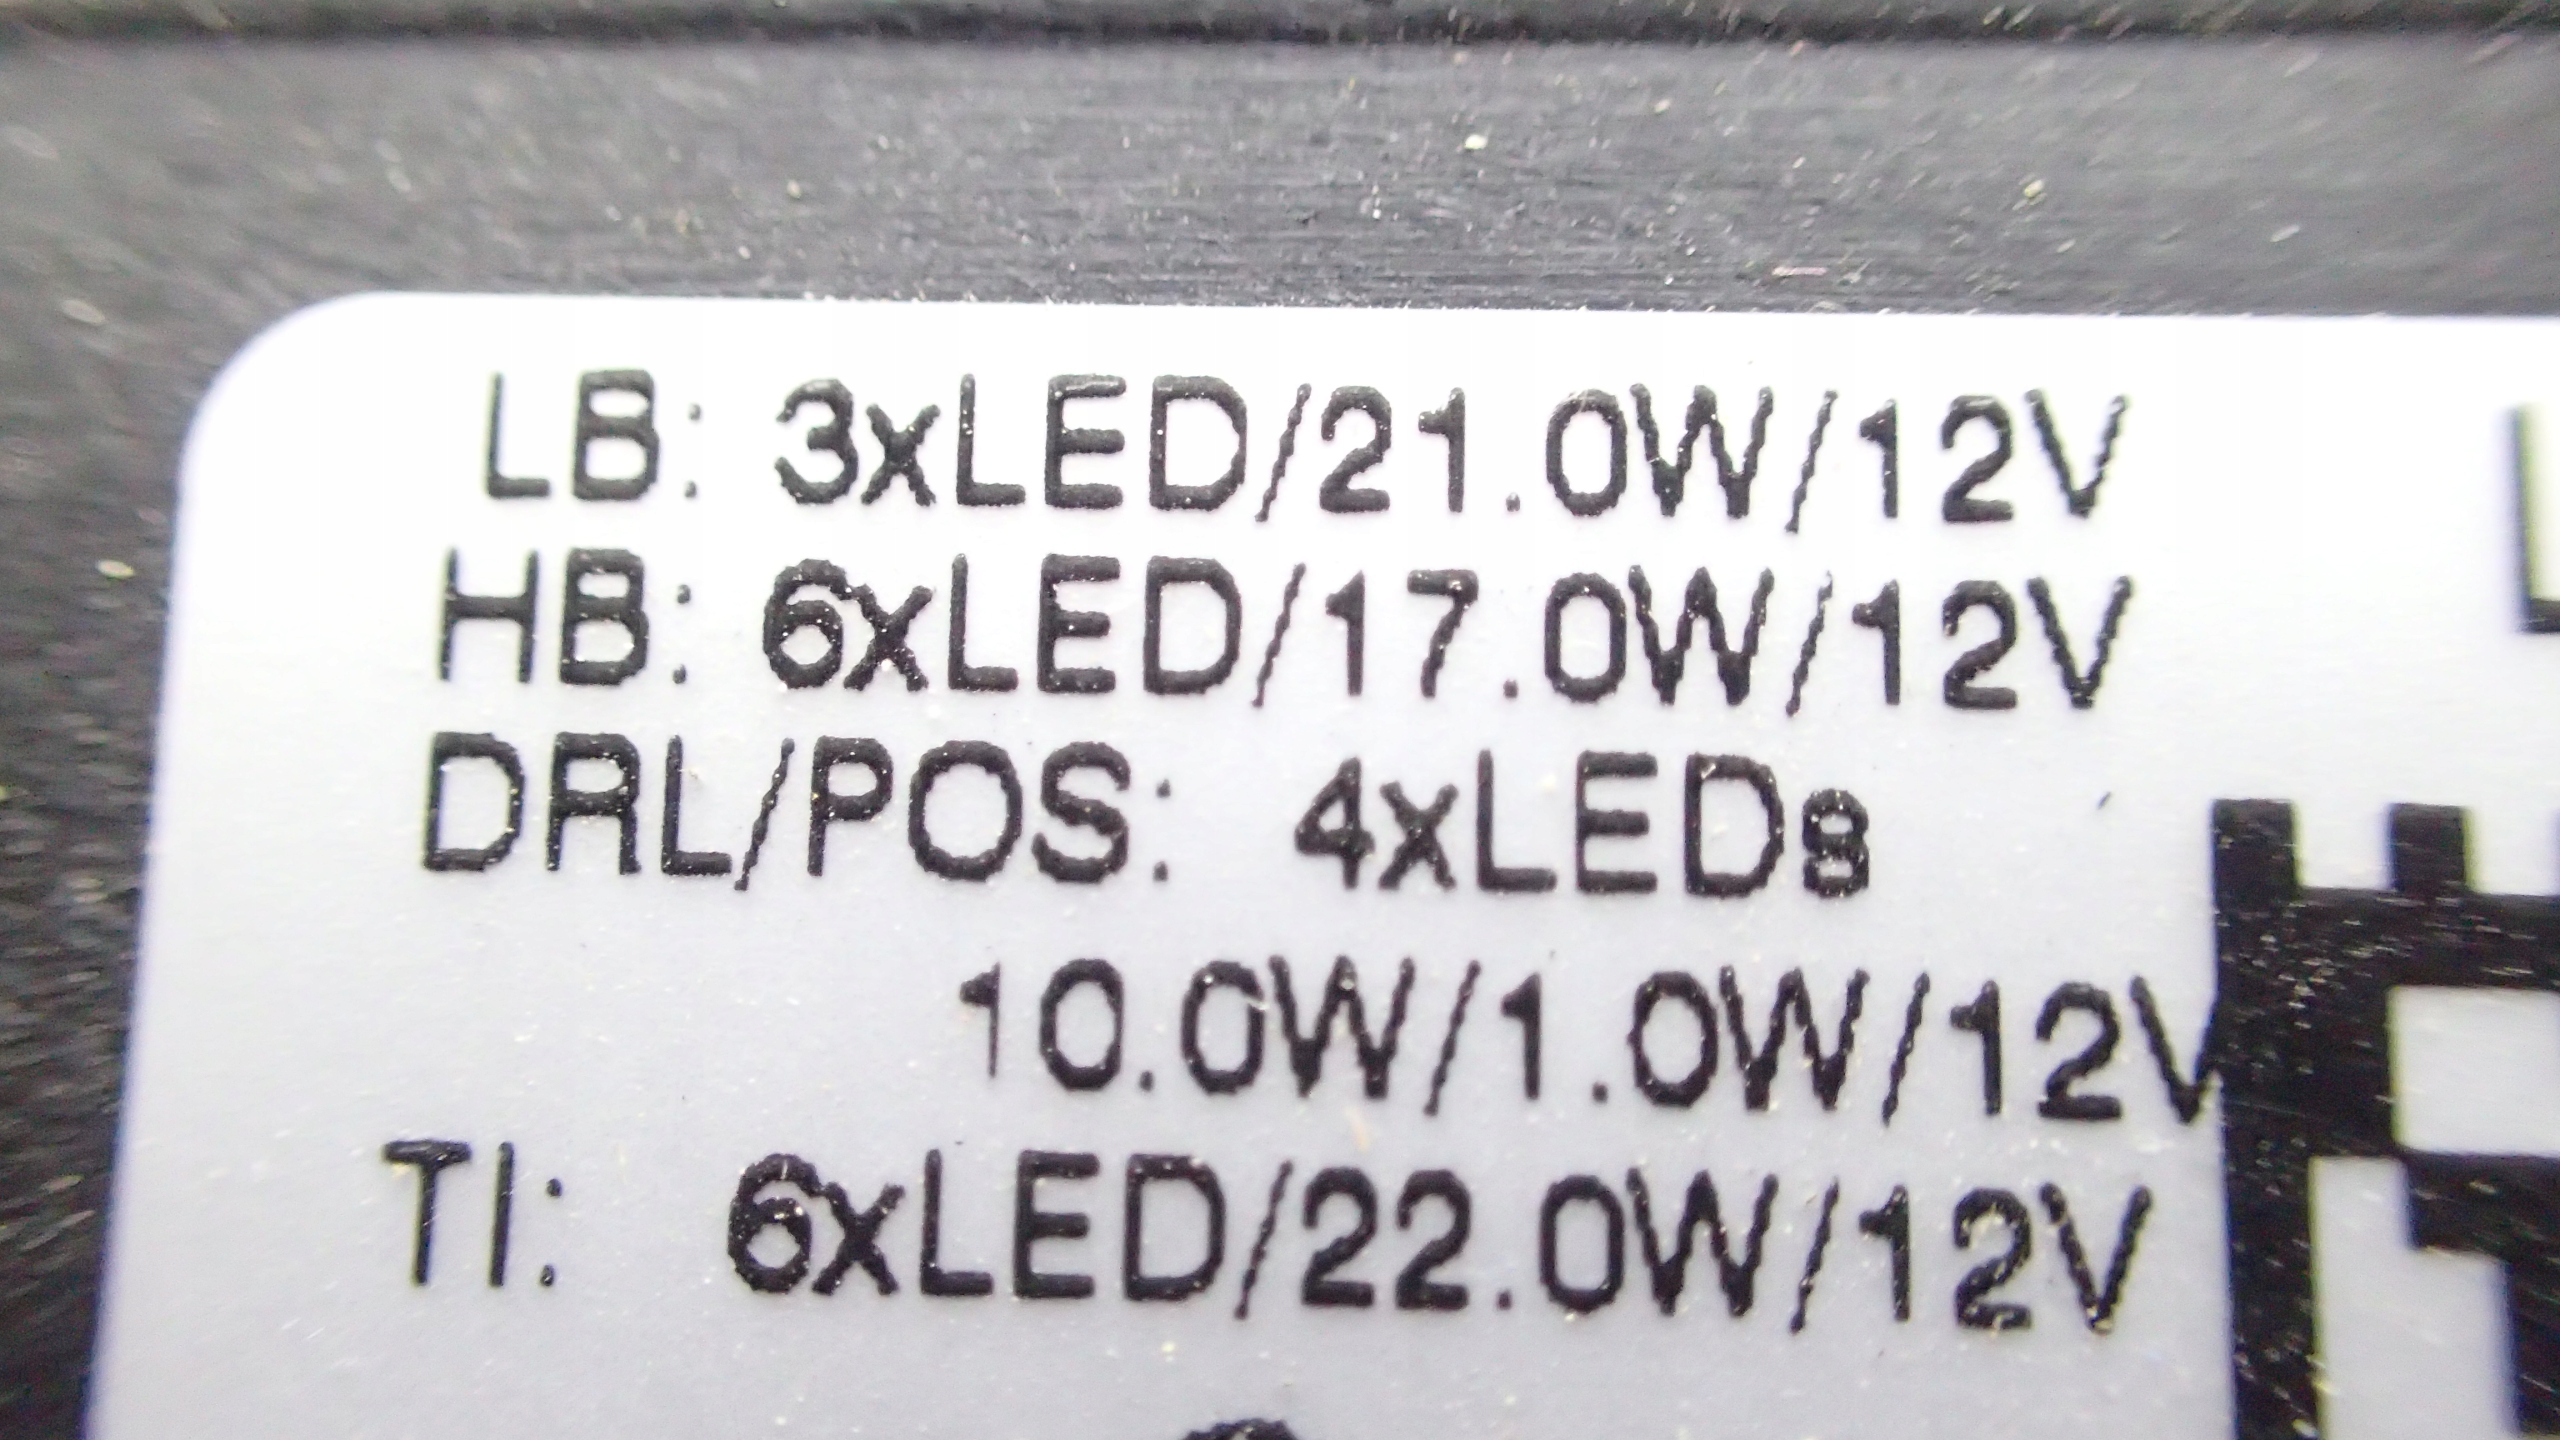 LB: 3xLED/21.0W/12V
HB: 6xLED/17.0W/12V
DRL/POS: 4xLEDs
10.0W/1.0W/12V
TI: 6xLED/22.0W/12V